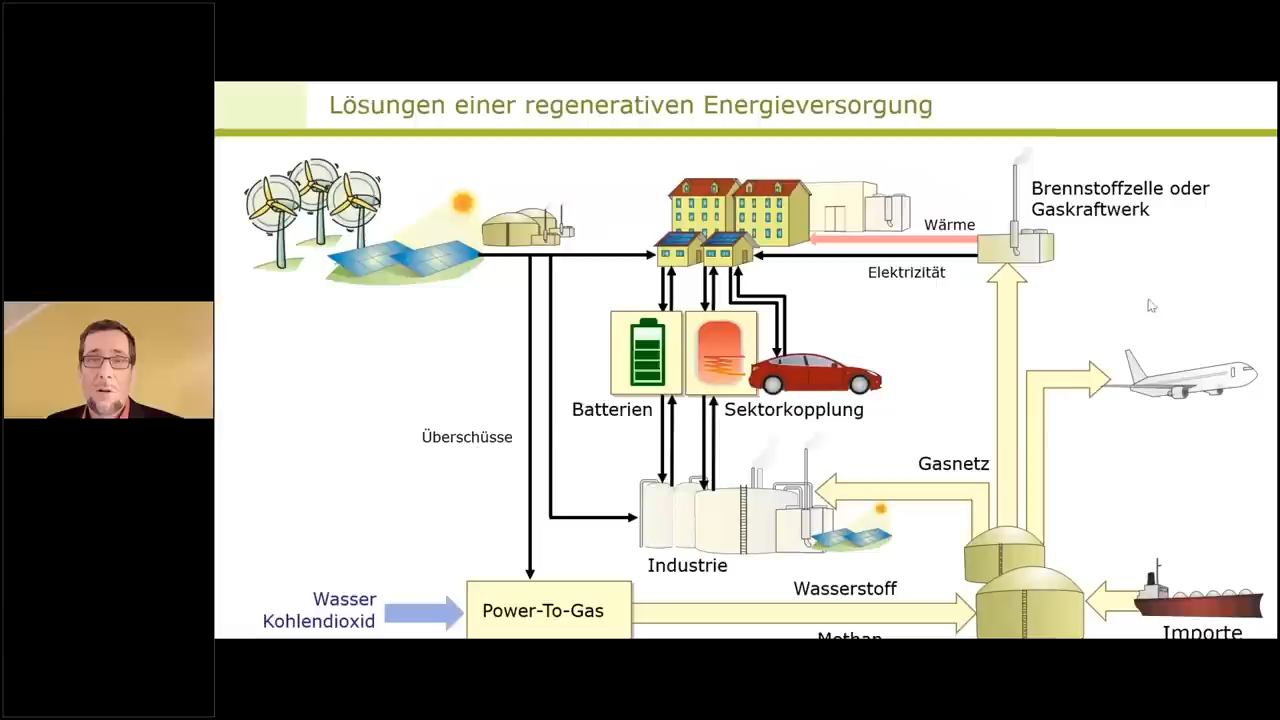 Lösungen einer regenerativen Energieversorgung
Brennstoffzelle oder
Gaskraftwerk
Wärme
Elektrizität
Batterien
Sektorkopplung
Überschüsse
Gasnetz
Industrie
Wasserstoff
Wasser
Kohlendioxid
Power-To-Gas
Methan
Importe